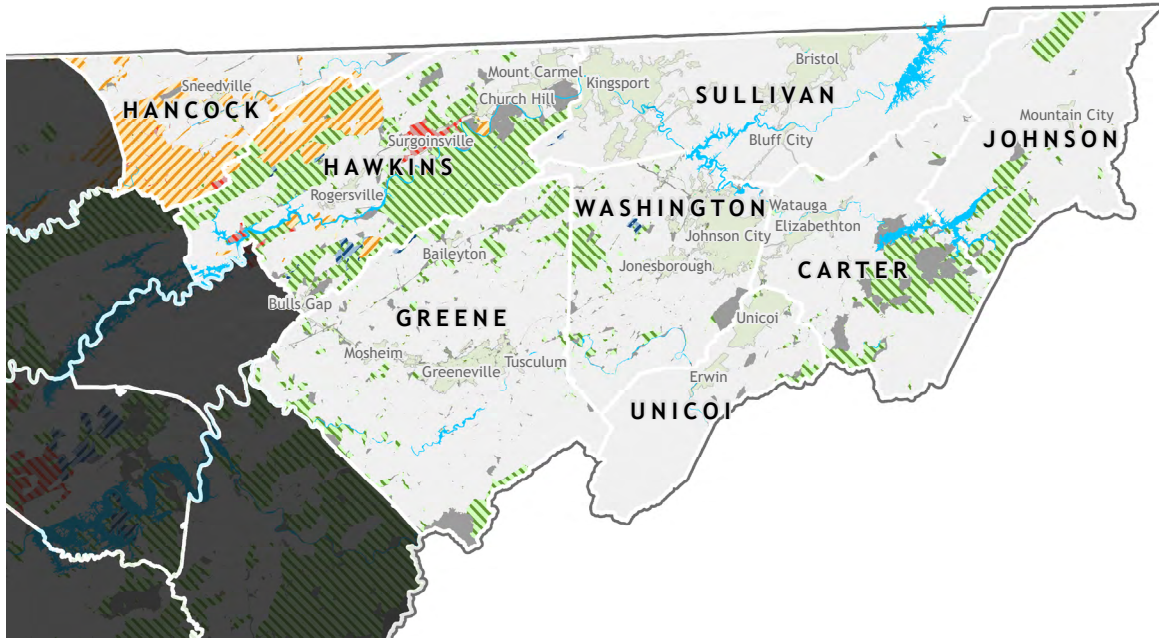 Bristol
Mount Carmel
Kingsport
Sneedville
SULLIVAN
Church Hill
HANCOCK
Mountain City
Surgoinsville
Bluff City
JOHNSON
HAWKINS
Rogersville
WASHINGTON
Watauga
Elizabethton
Johnson City
Baileyton
Jonesborough
CARTER
Bulls Gap
GREENE
Unicoi
Mosheim
Tusculum
Greeneville
Erwin
UNICOI